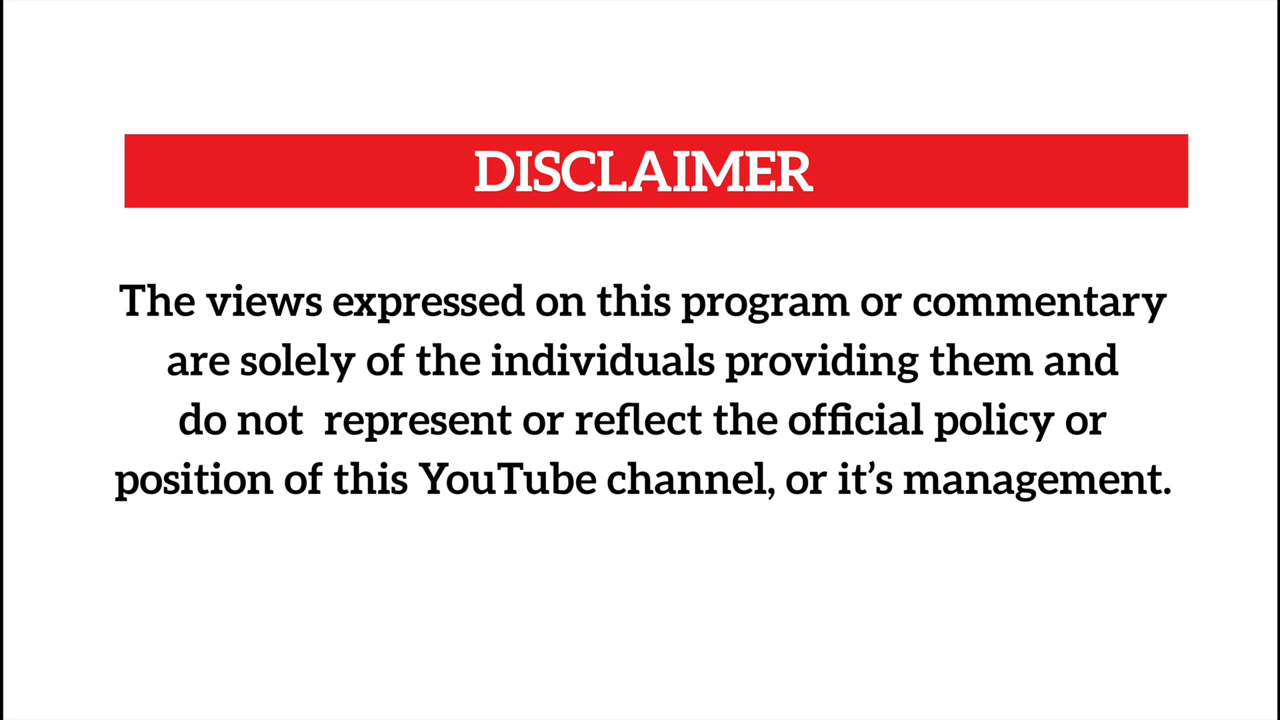 DISCLAIMER
The views expressed on this program or commentary
are solely of the individuals providing them and
do not  represent or reflect the official policy or
position of this YouTube channel, or it’s management.